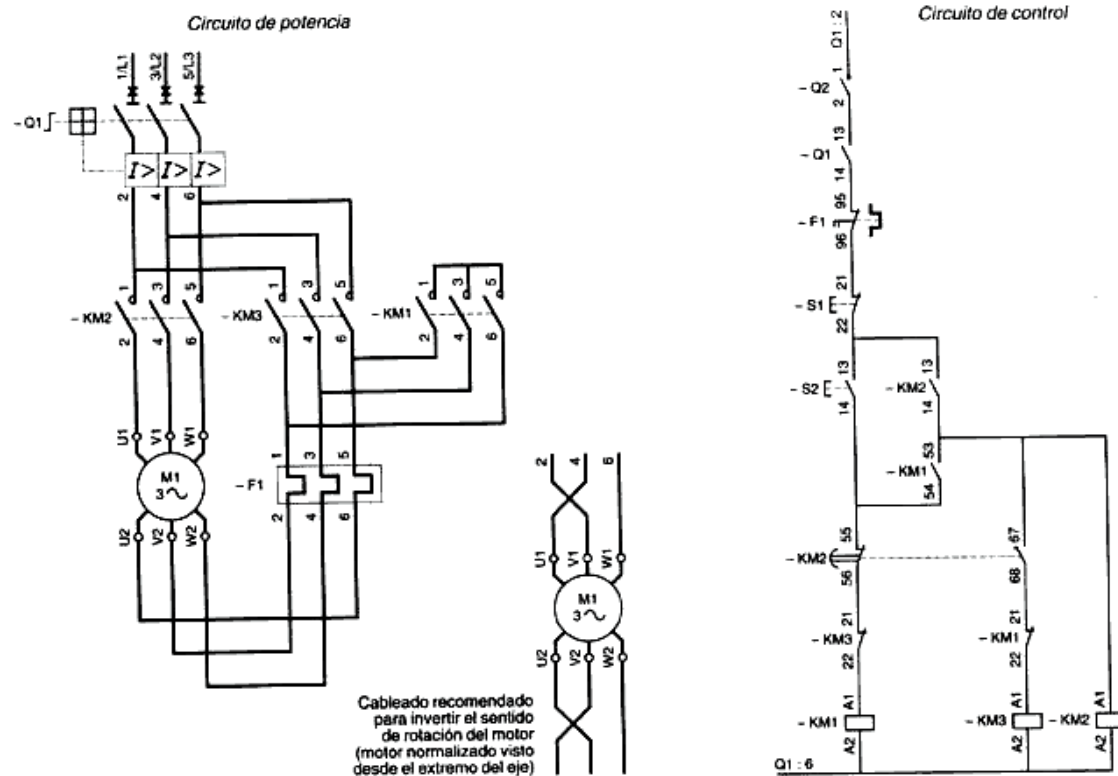 Circuito de potencia
1/L1 3/L2 5/L3
– Q1
I> I> I>
2 4 6
1 3 5
– KM2
2 4 6
1 3 5
– KM3
2 4 6
1 3 5
– KM1
2 4 6
U1 V1 W1
M1
3
U2 V2 W2
1 3 5
– F1
2 4 6
2 4 6
U1 V1 W1
M1
3
U2 V2 W2
Cableado recomendado
para invertir el sentido
de rotación del motor
(motor normalizado visto
desde el extremo del eje)
Circuito de control
Q1 : 2
1
– Q2
2
13
– Q1
14
95
– F1
96
21
– S1
22
13
– S2
14
13
– KM2
14
53
– KM1
54
55
– KM2
56
67
68
21
– KM3
22
21
– KM1
22
A1
– KM1
A2
A1
– KM3
A2
A1
– KM2
A2
Q1 : 6